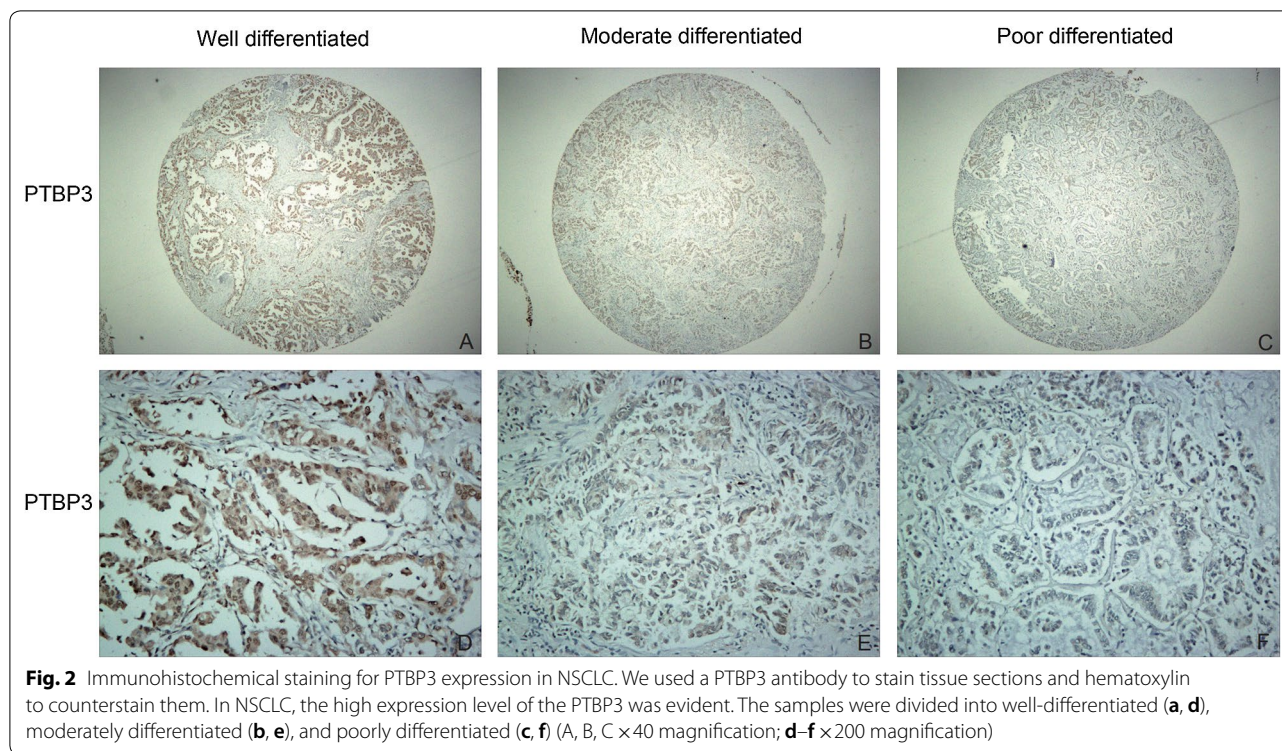 Well differentiated
Moderate differentiated
Poor differentiated
PTBP3
A
B
C
PTBP3
D
E
F
Fig. 2 Immunohistochemical staining for PTBP3 expression in NSCLC. We used a PTBP3 antibody to stain tissue sections and hematoxylin
to counterstain them. In NSCLC, the high expression level of the PTBP3 was evident. The samples were divided into well-differentiated (a, d),
moderately differentiated (b, e), and poorly differentiated (c, f) (A, B, C × 40 magnification; d–f × 200 magnification)